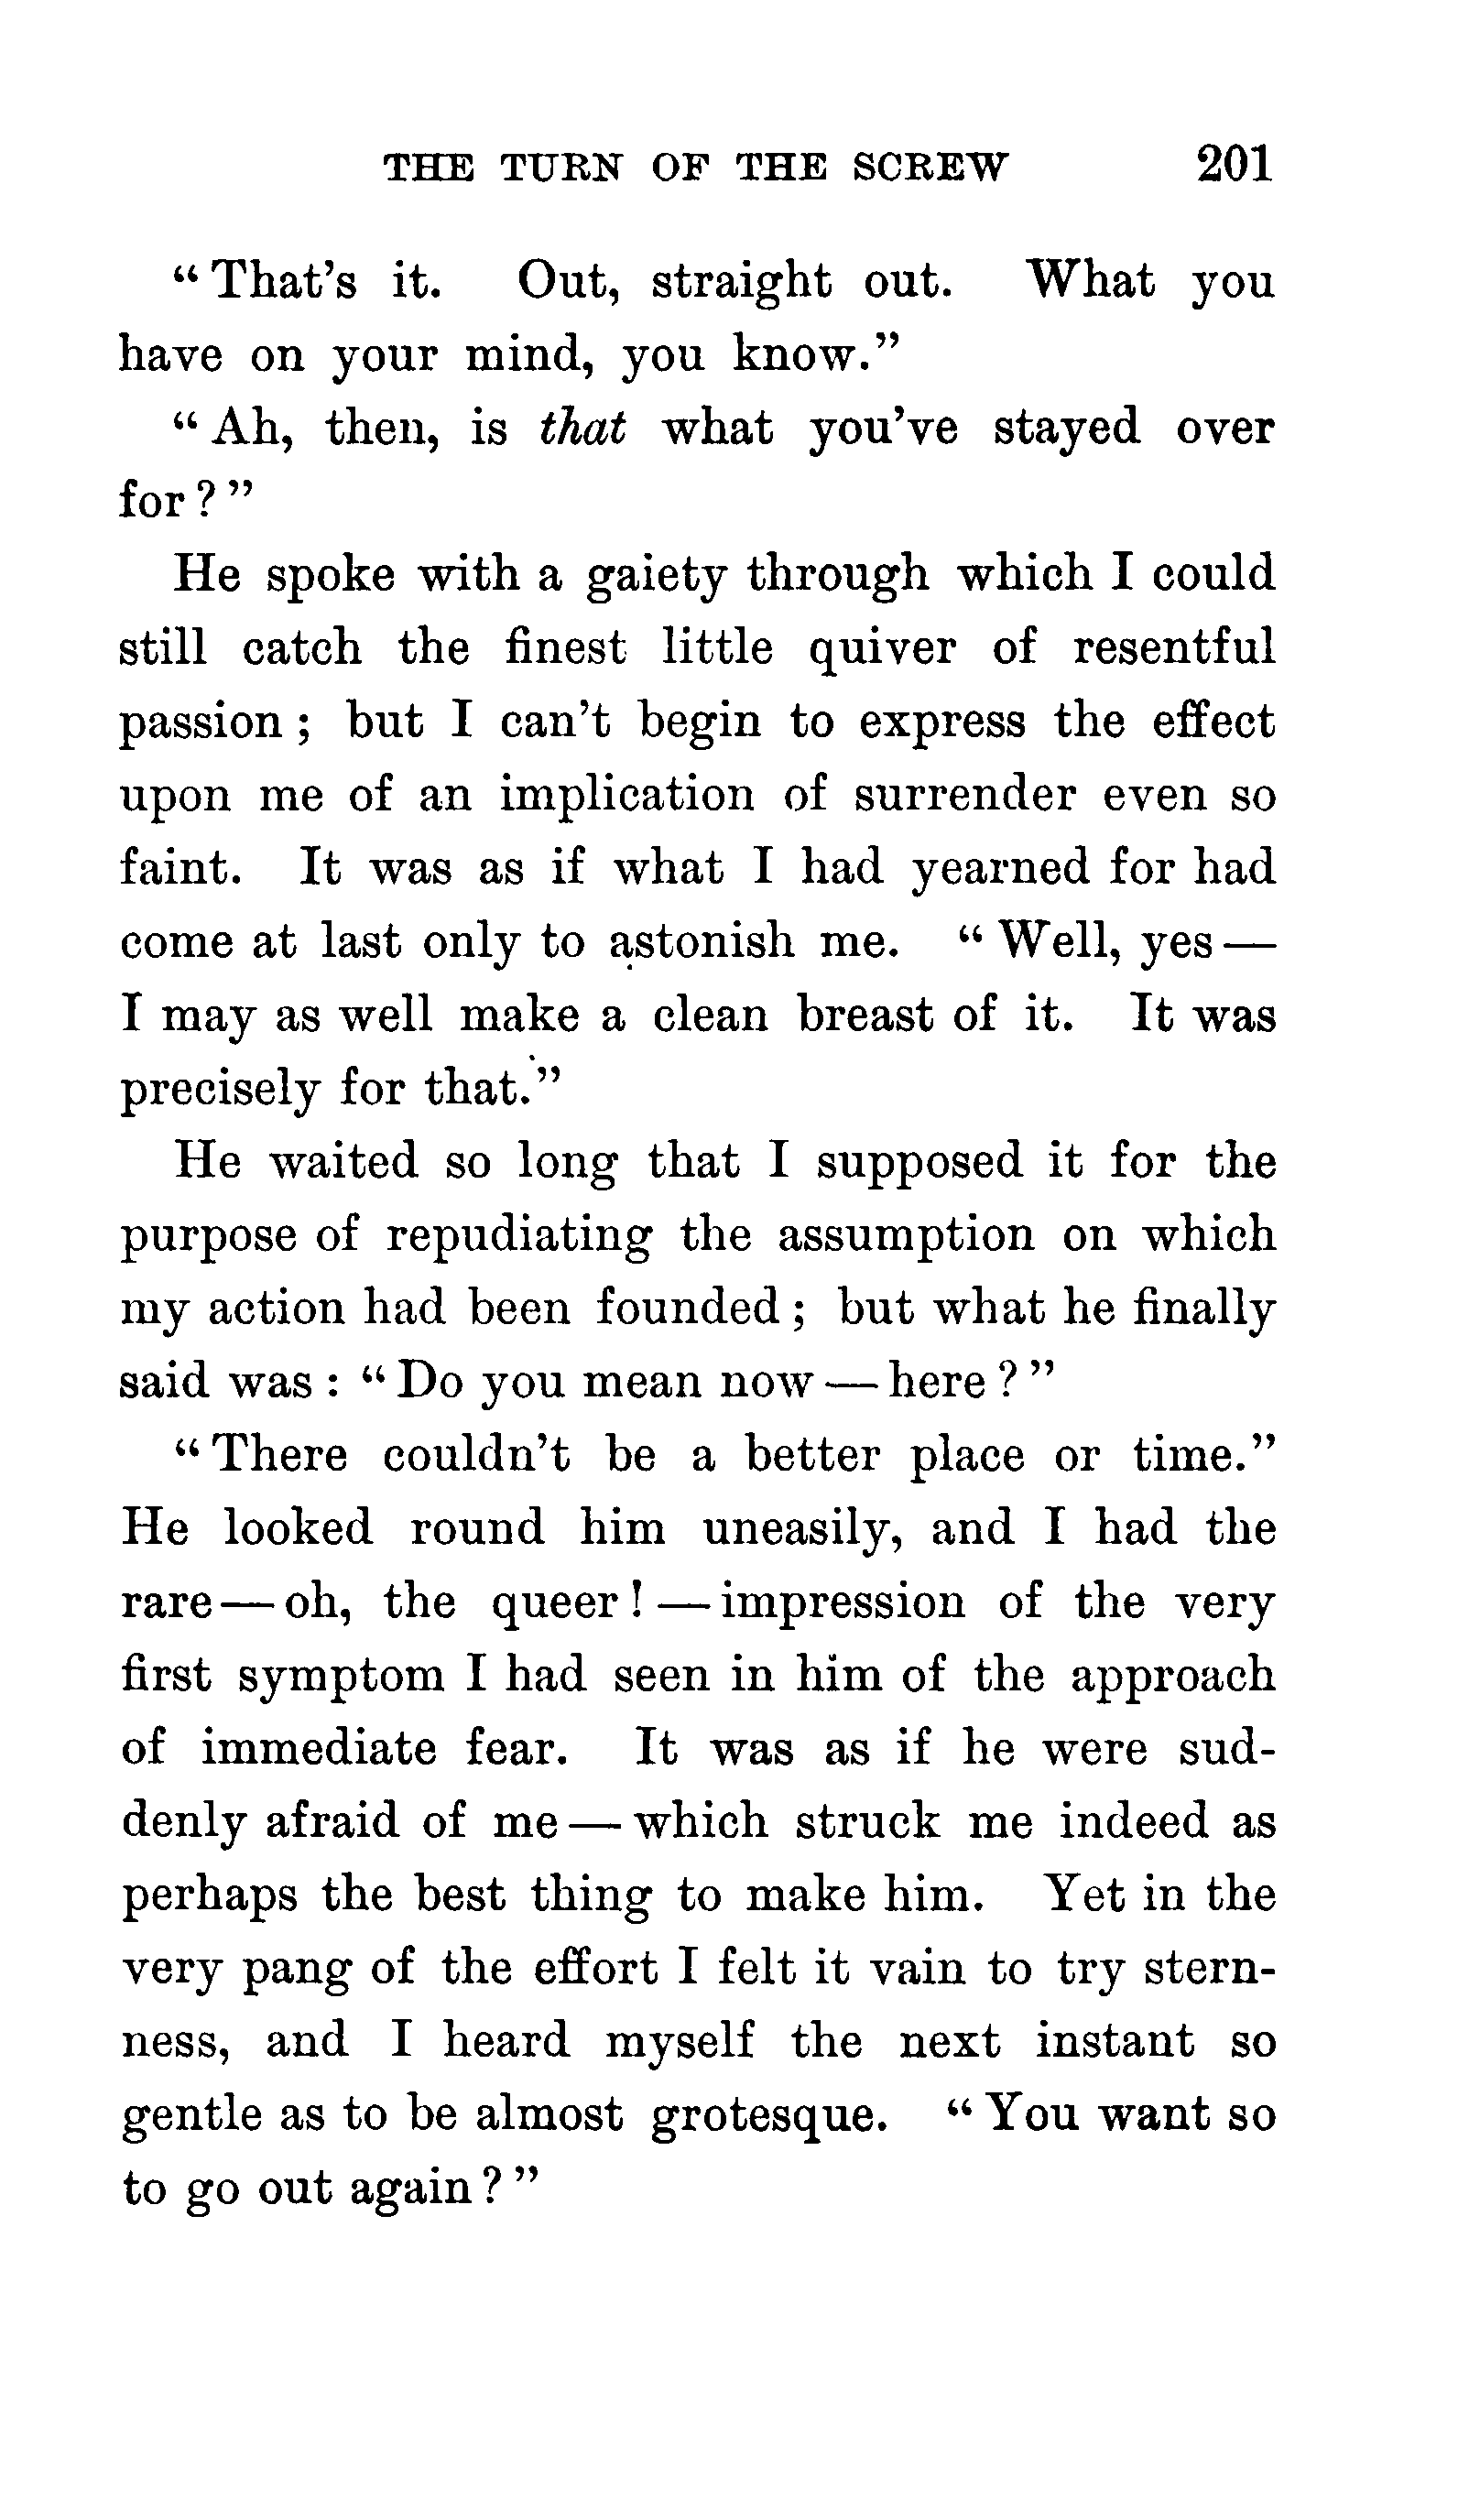 THE TURN OF THE SCREW 201
“That’s it. Out, straight out. What you
have on your mind, you know.”
“Ah, then, is that what you’ve stayed over
for?”
He spoke with a gaiety through which I could
still catch the finest little quiver of resentful
passion; but I can’t begin to express the effect
upon me of an implication of surrender even so
faint. It was as if what I had yearned for had
come at last only to astonish me. “Well, yes—
I may as well make a clean breast of it. It was
precisely for that.”
He waited so long that I supposed it for the
purpose of repudiating the assumption on which
my action had been founded; but what he finally
said was: “Do you mean now—here?”
“There couldn’t be a better place or time.”
He looked round him uneasily, and I had the
rare—oh, the queer!—impression of the very
first symptom I had seen in him of the approach
of immediate fear. It was as if he were sud-
denly afraid of me—which struck me indeed as
perhaps the best thing to make him. Yet in the
very pang of the effort I felt it vain to try stern-
ness, and I heard myself the next instant so
gentle as to be almost grotesque. “You want so
to go out again?”